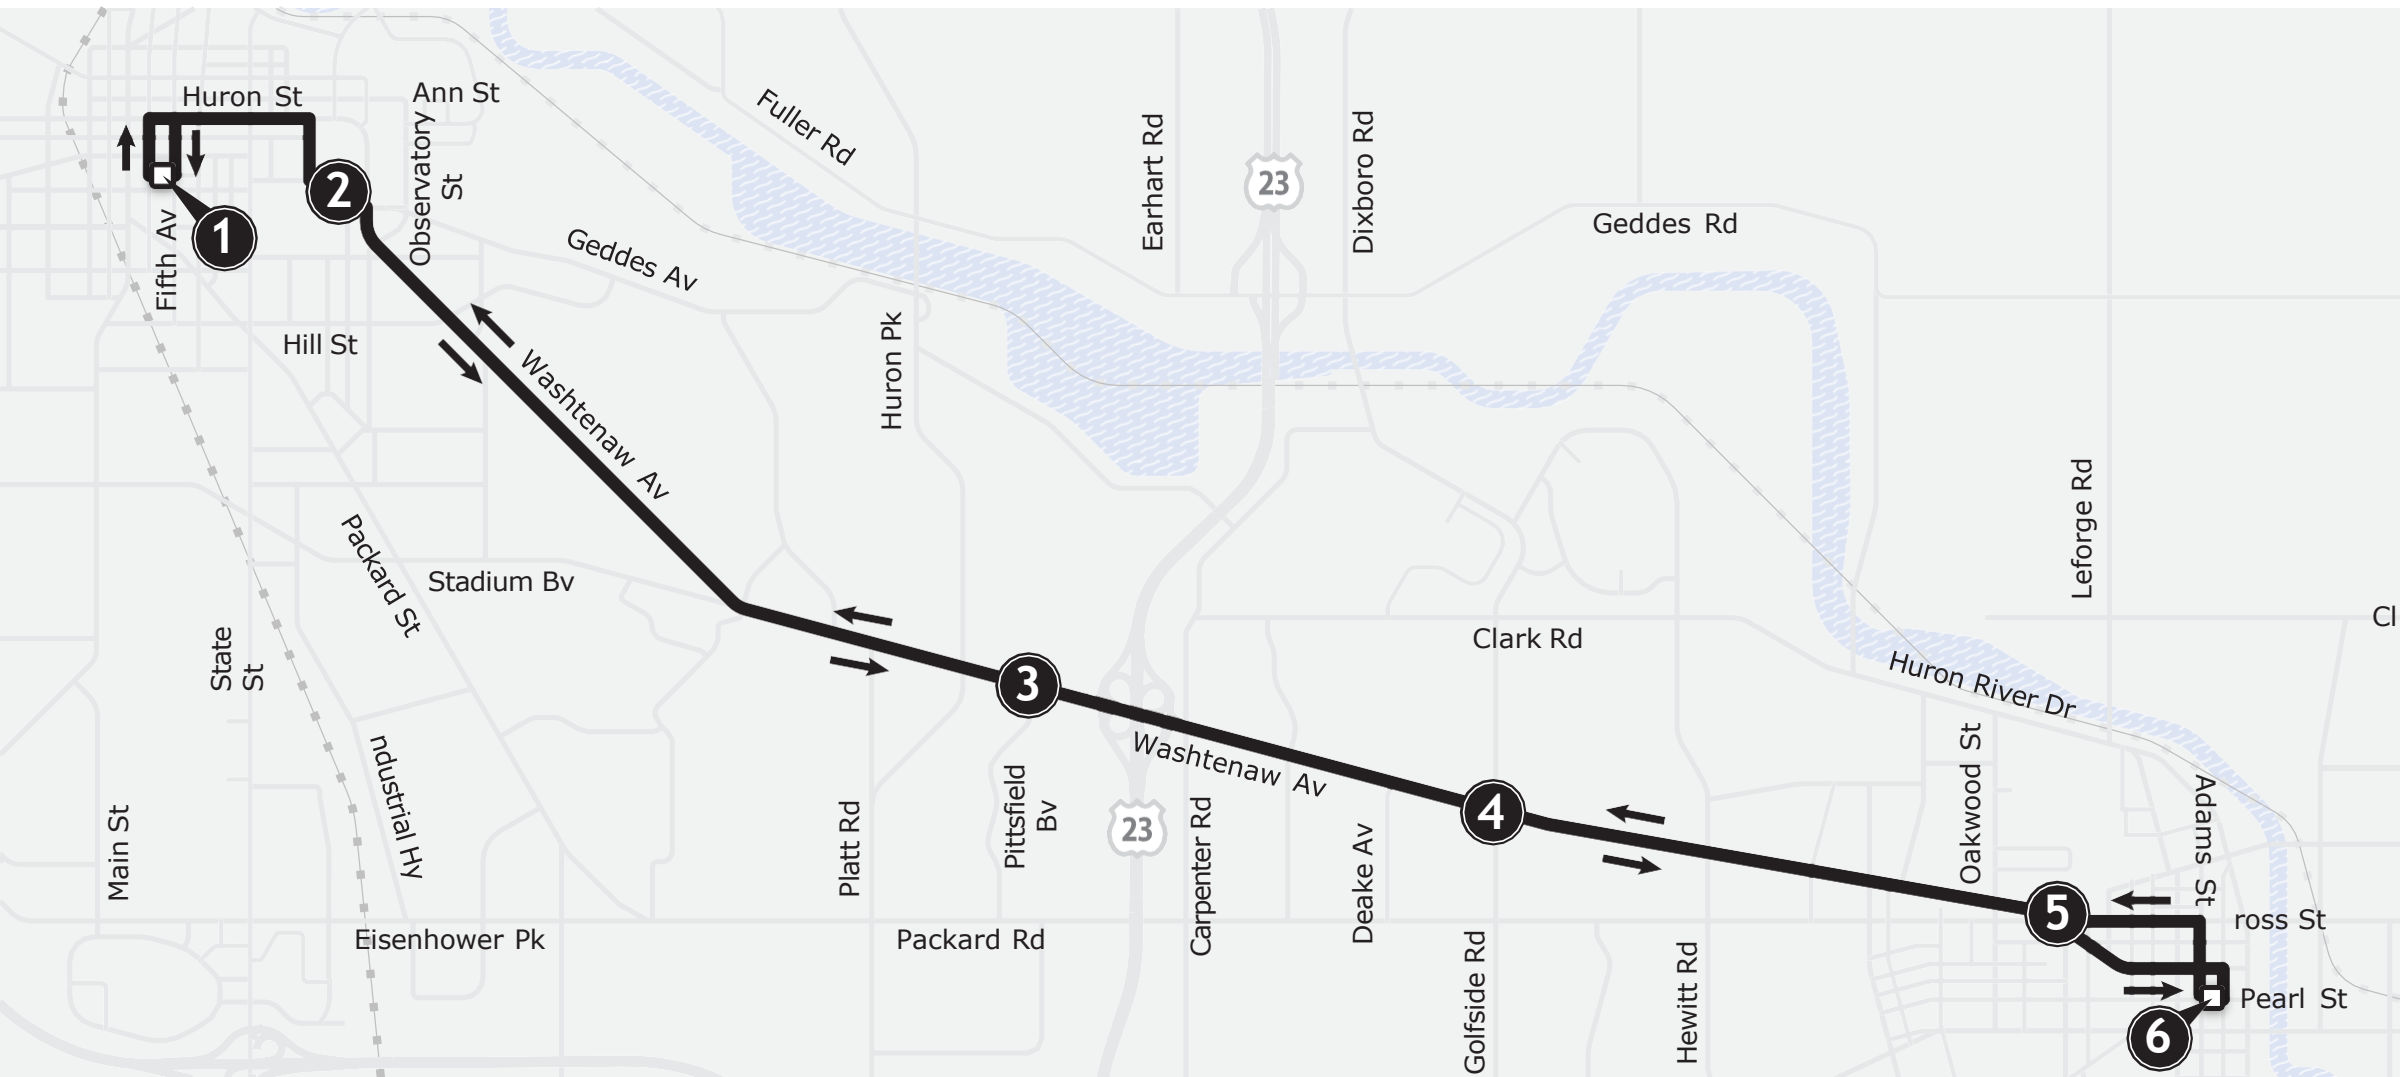 Huron St
Ann St
Observatory
St
Fuller Rd
Earhart Rd
23
Dixboro Rd
Geddes Rd
2
1
Fifth Av
Geddes Av
Hill St
Huron Pk
Washtenaw Av
Leforge Rd
Packard St
Stadium Bv
State
St
Clark Rd
Cl
3
Huron River Dr
Washtenaw Av
Main St
ndustrial Hy
Platt Rd
Pittsfield
Bv
23
Carpenter Rd
Deake Av
4
Oakwood St
Adams St
5
ross St
Eisenhower Pk
Packard Rd
Golfside Rd
Hewitt Rd
Pearl St
6